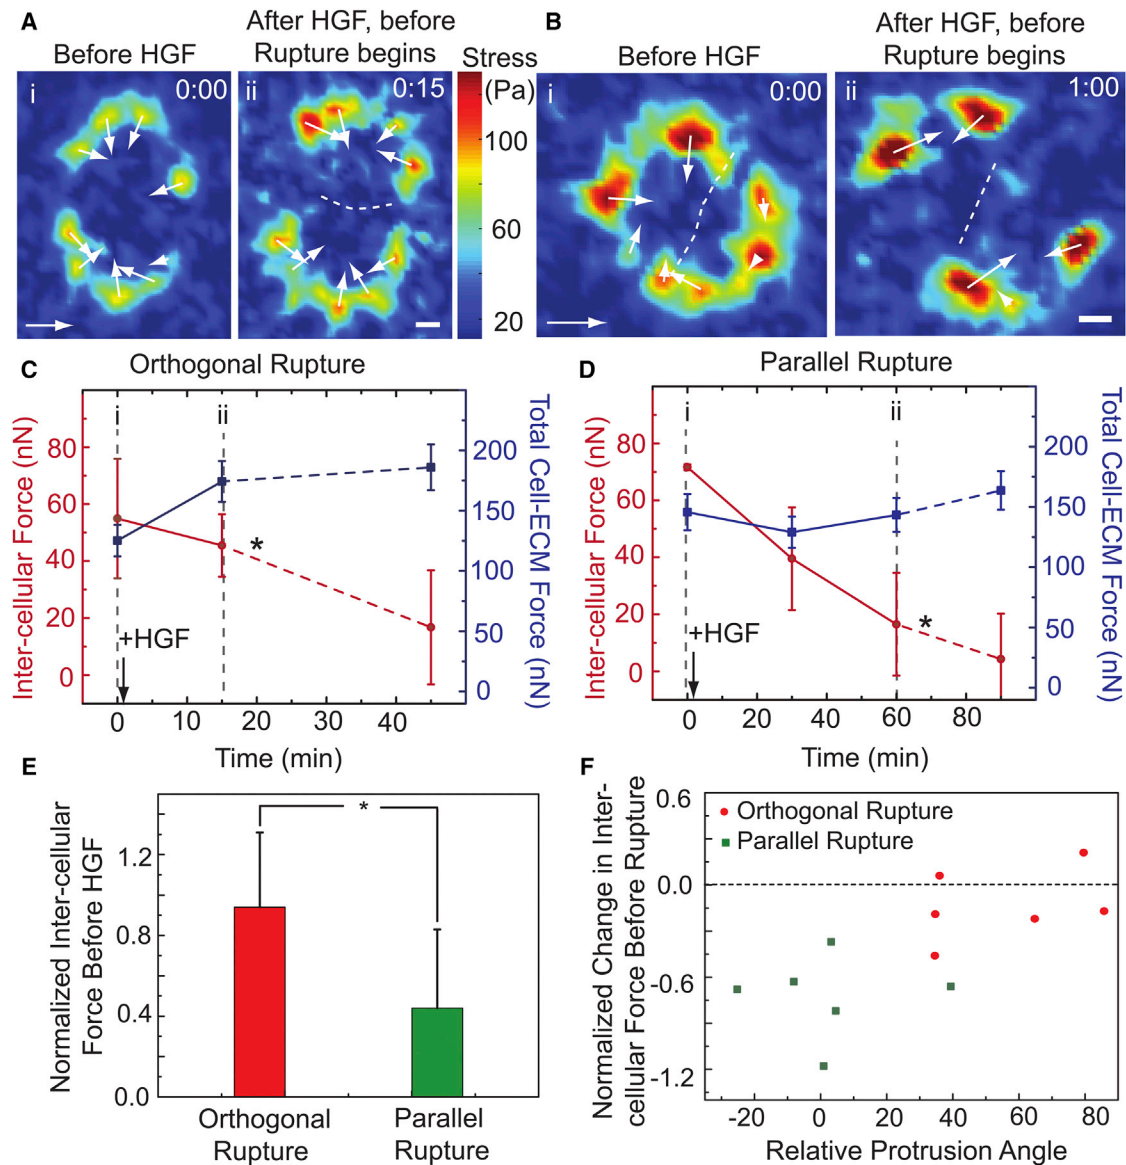 A
Before HGF
After HGF, before
Rupture begins
i
0:00
ii
0:15
Stress
(Pa)
100
60
20
B
Before HGF
After HGF, before
Rupture begins
i
0:00
ii
1:00
C
Orthogonal Rupture
Inter-cellular Force (nN)
80
60
40
20
0
i
ii
*
+HGF
200
150
100
50
0
Total Cell-ECM Force (nN)
0
10
20
30
40
Time (min)
D
Parallel Rupture
Inter-cellular Force (nN)
80
60
40
20
0
i
ii
*
+HGF
200
150
100
50
0
Total Cell-ECM Force (nN)
0
20
40
60
80
Time (min)
E
Normalized Inter-cellular
Force Before HGF
1.2
0.8
0.4
0.0
*
Orthogonal
Rupture
Parallel
Rupture
F
Normalized Change in Inter-
cellular Force Before Rupture
0.6
0.0
-0.6
-1.2
Orthogonal Rupture
Parallel Rupture
-20
0
20
40
60
80
Relative Protrusion Angle